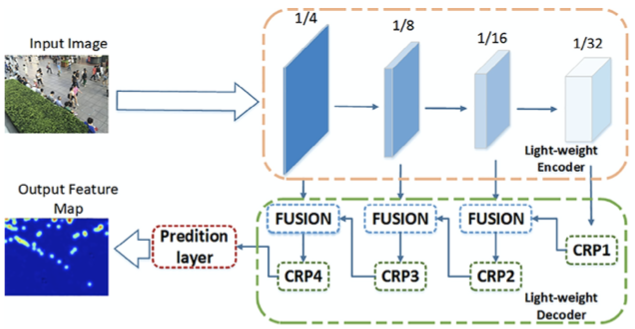 Input Image
1/4
1/8
1/16
1/32
Light-weight
Encoder
Output Feature
Map
Predition
layer
FUSION
FUSION
FUSION
CRP1
CRP4
CRP3
CRP2
Light-weight
Decoder